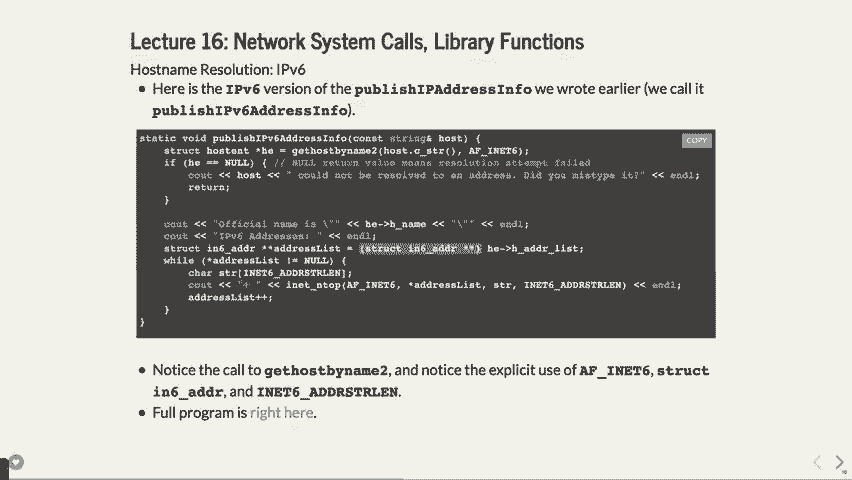 Lecture 16: Network System Calls, Library Functions
Hostname Resolution: IPv6
• Here is the IPv6 version of the publishIPAddressInfo we wrote earlier (we call it
publishIPv6AddressInfo).
COPY
static void publishIPv6AddressInfo(const string& host) {
struct hostent *he = gethostbyname2(host.c_str(), AF_INET6);
if (he == NULL) { // NULL return value means resolution attempt failed
cout << host << " could not be resolved to an address. Did you mistype it?" << endl;
return;
}
cout << "Official name is \"" << he->h_name << "\"" << endl;
cout << "IPv6 Addresses: " << endl;
struct in6_addr **addressList = (struct in6_addr **) he->h_addr_list;
while (*addressList != NULL) {
char str[INET6_ADDRSTRLEN];
cout << "+ " << inet_ntop(AF_INET6, *addressList, str, INET6_ADDRSTRLEN) << endl;
addressList++;
}
}
• Notice the call to gethostbyname2, and notice the explicit use of AF_INET6, struct
in6_addr, and INET6_ADDRSTRLEN.
• Full program is right here.